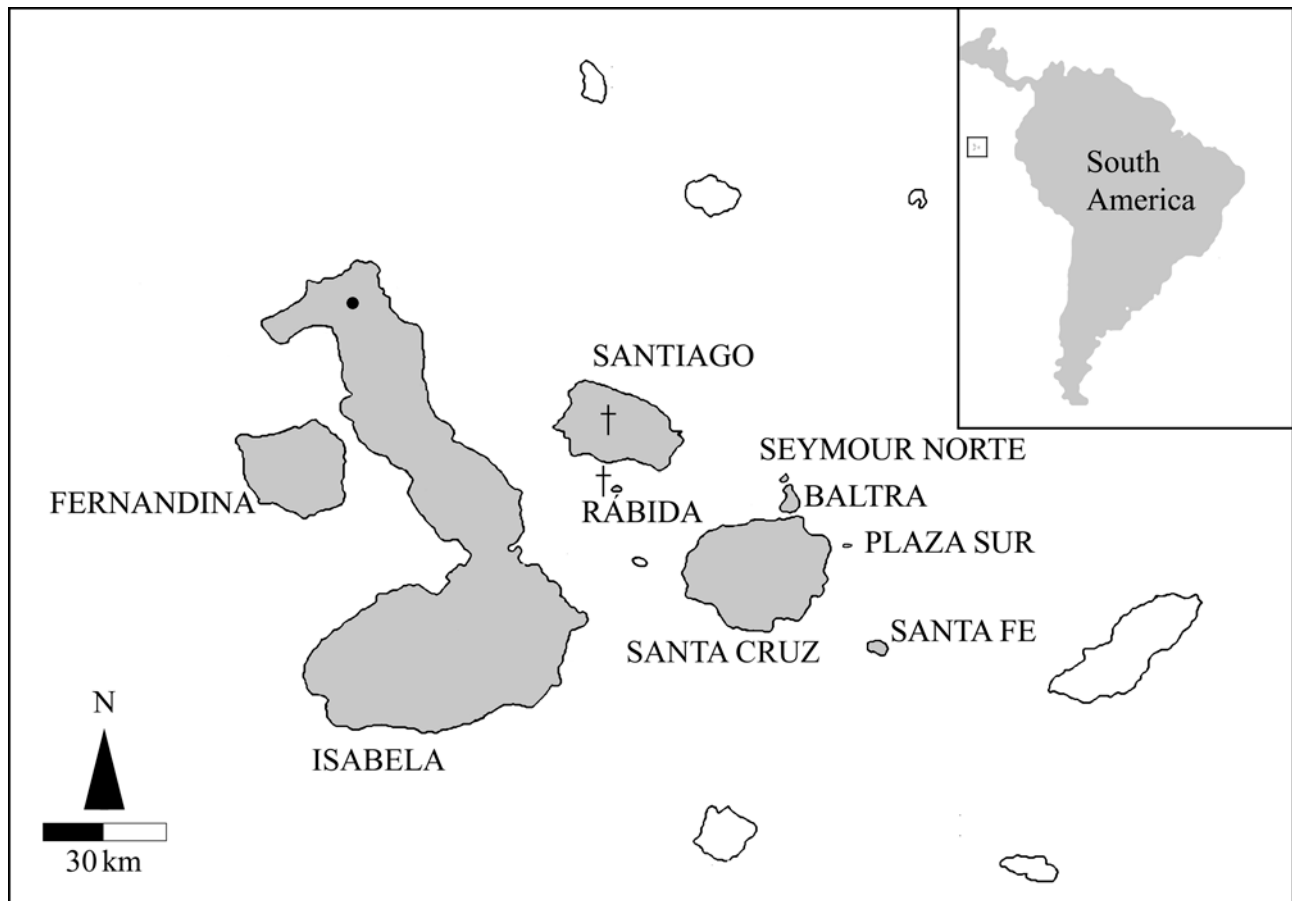 South
America
SANTIAGO
†
SEYMOUR NORTE
†
RÁBIDA
BALTRA
FERNANDINA
PLAZA SUR
SANTA FE
SANTA CRUZ
N
ISABELA
30 km